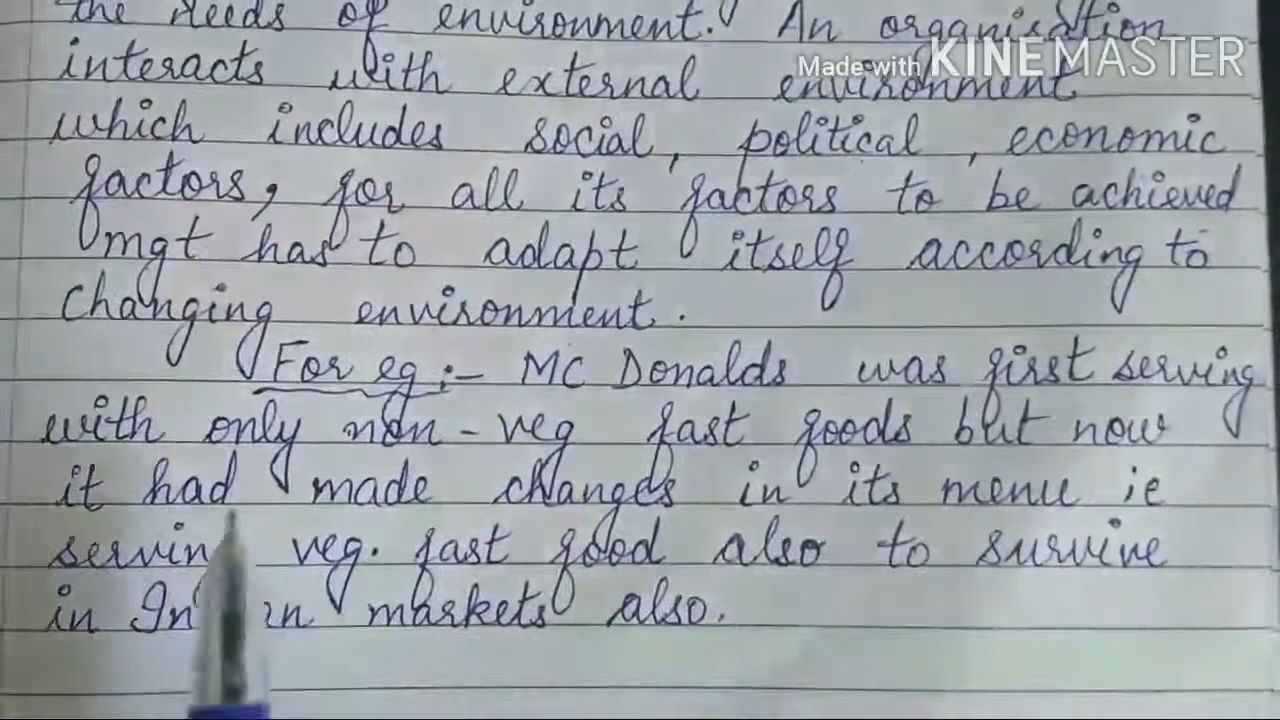 the needs of environment. An organisation
Made with KINEMASTER
interacts with external environment
which includes social, political, economic
factors, for all its factors to be achieved
mgt has to adapt itself according to
changing environment.
For eg :- MC Donalds was first serving
with only non-veg fast foods but now
it had made changes in its menu ie
veg. fast food also to survive
in markets also.